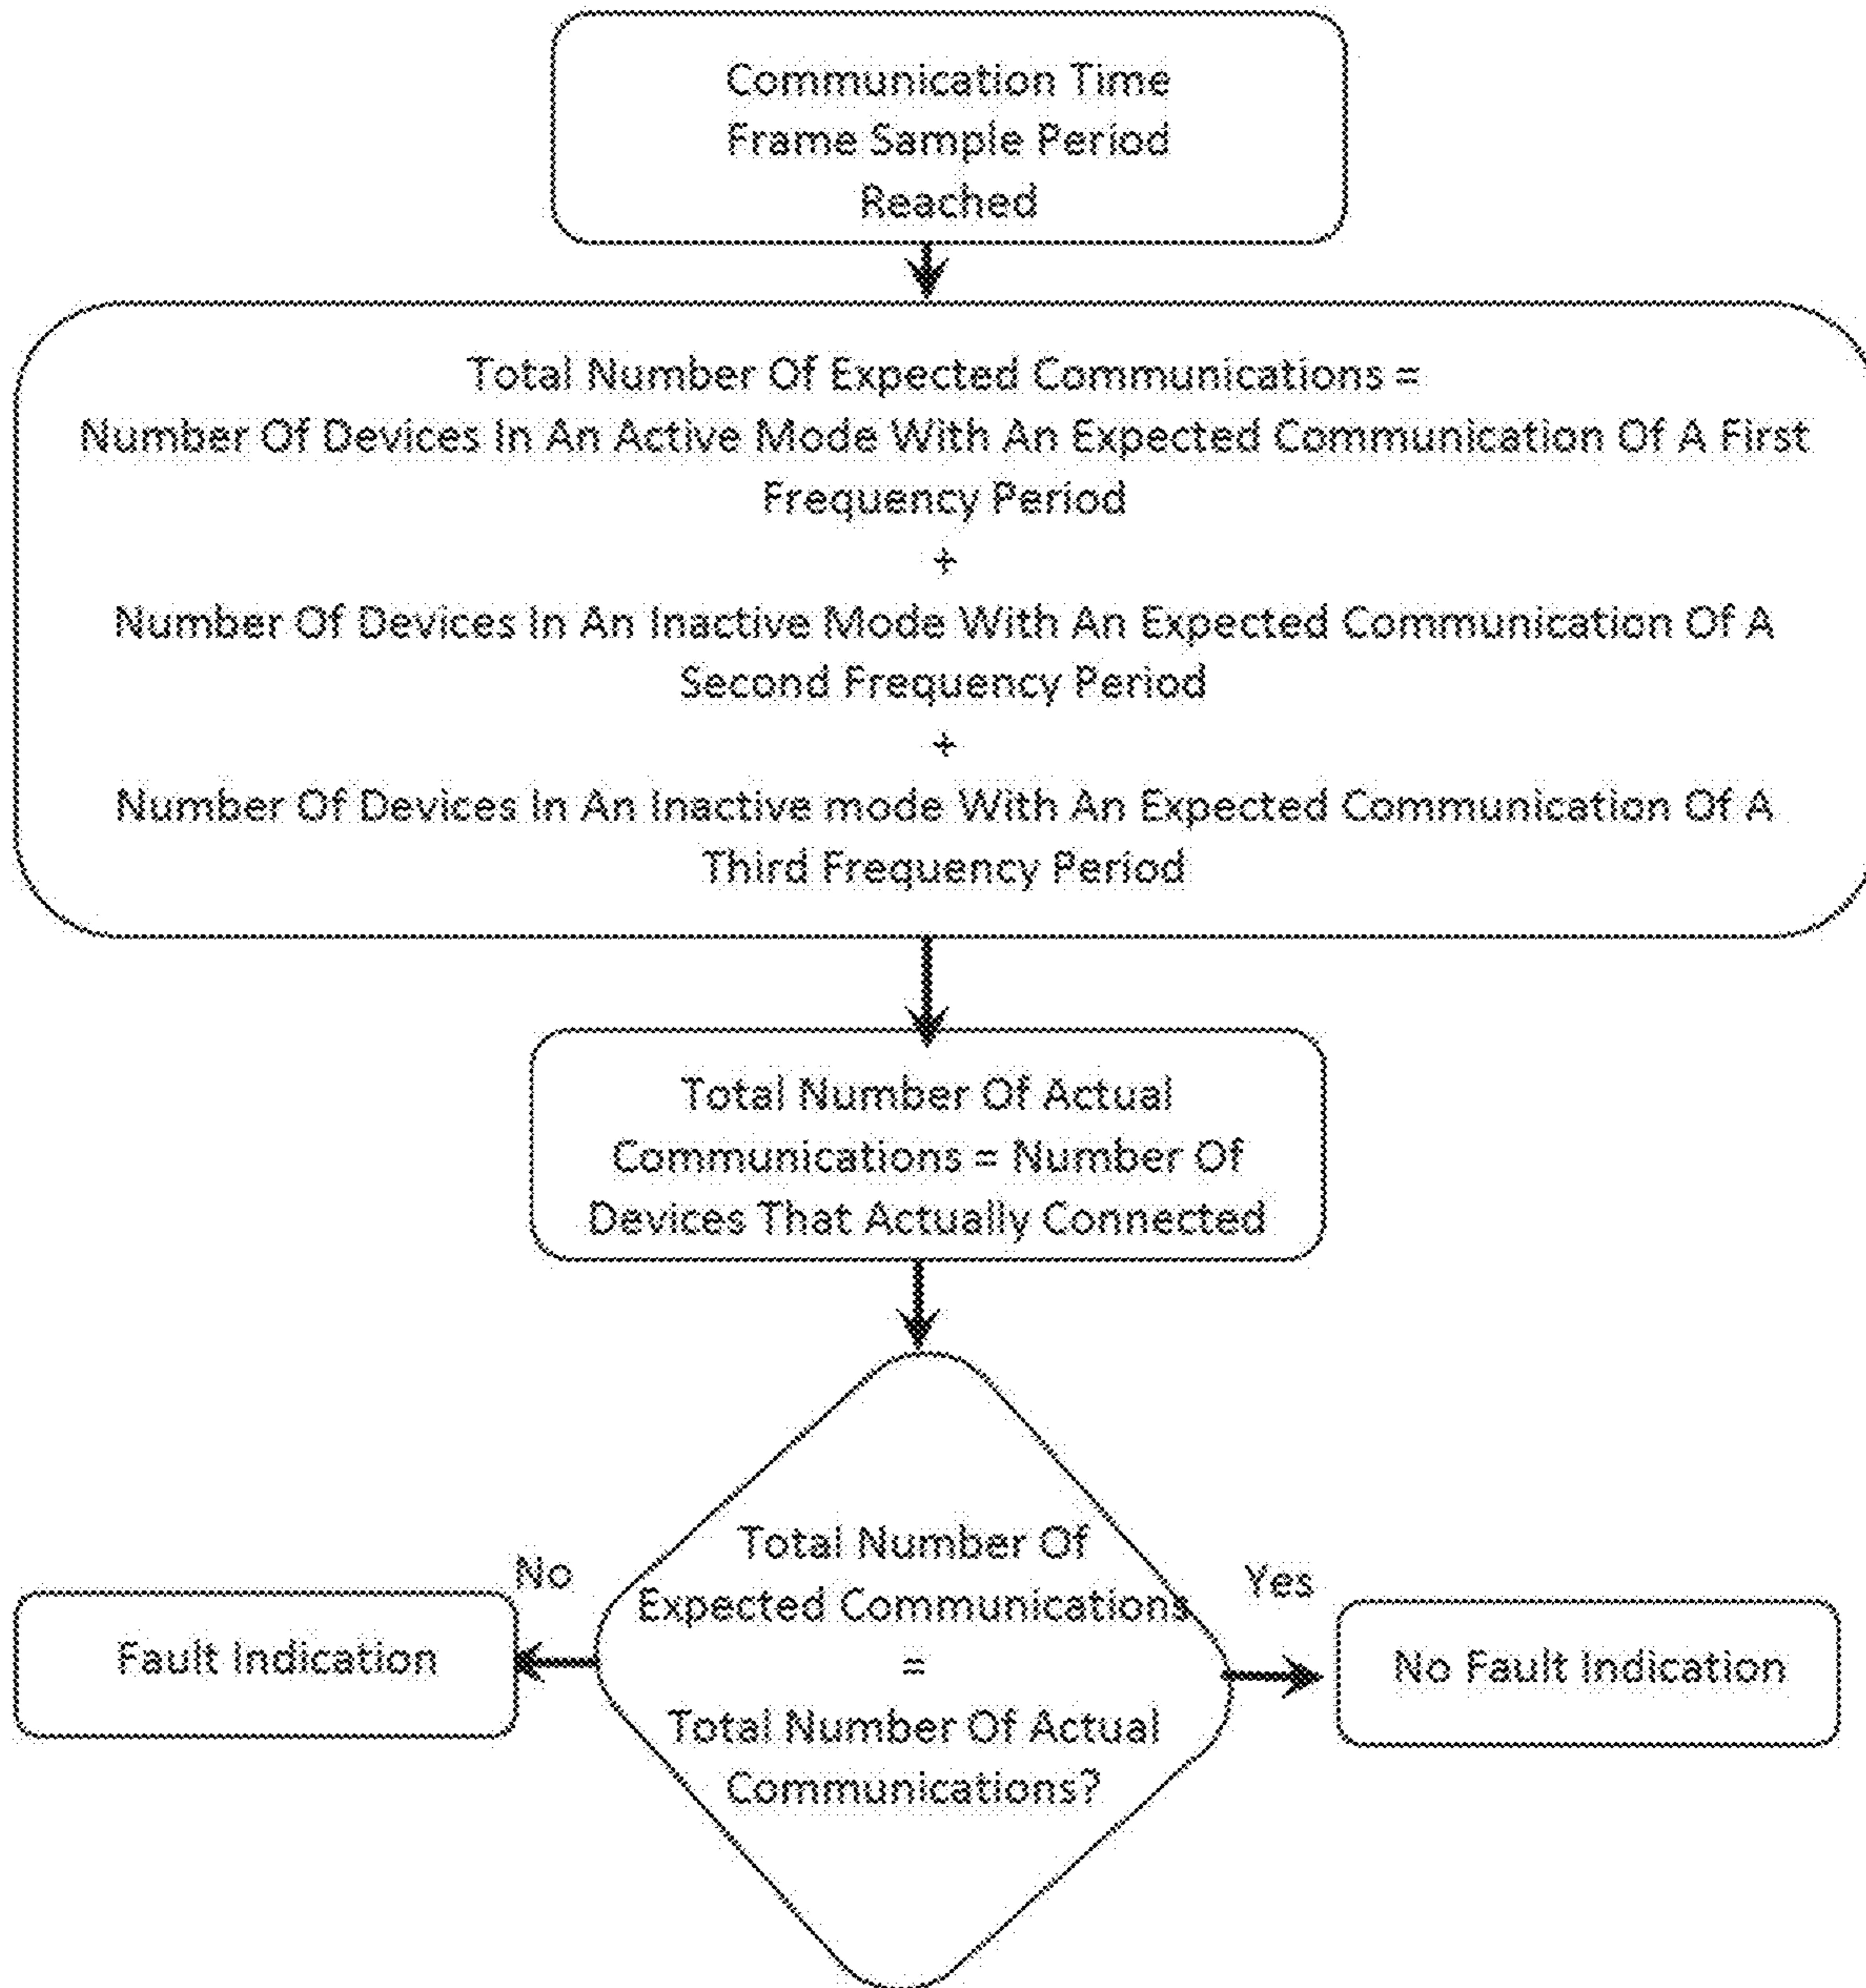 Communication Time
Frame Sample Period
Reached
Total Number Of Expected Communications =
Number Of Devices In An Active Mode With An Expected Communication Of A First
Frequency Period
+
Number Of Devices In An Inactive Mode With An Expected Communication Of A
Second Frequency Period
+
Number Of Devices In An Inactive mode With An Expected Communication Of A
Third Frequency Period
Total Number Of Actual
Communications = Number Of
Devices That Actually Connected
Total Number Of
Expected Communications
=
Total Number Of Actual
Communications?
No
Fault Indication
Yes
No Fault Indication